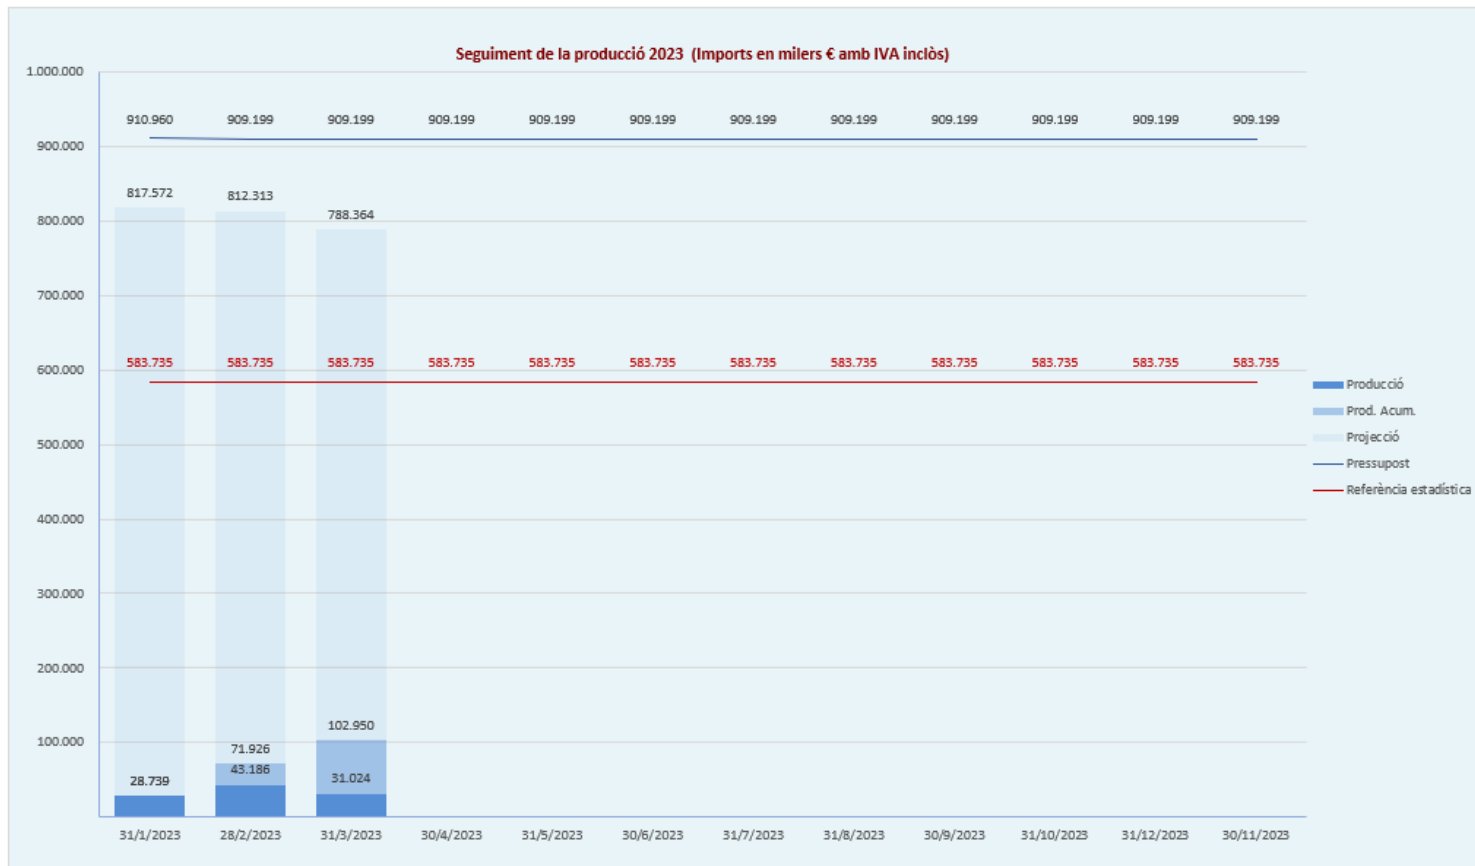 Seguiment de la producció 2023 (Imports en milers € amb IVA inclòs)
1.000.000
910.960 909.199 909.199 909.199 909.199 909.199 909.199 909.199 909.199 909.199 909.199 909.199
900.000
817.572 812.313 788.364
800.000
700.000
583.735 583.735 583.735 583.735 583.735 583.735 583.735 583.735 583.735 583.735 583.735 583.735
600.000
Producció
Prod. Acum.
Projecció
Pressupost
Referència estadística
500.000
400.000
300.000
200.000
102.950
100.000
71.926
28.739 43.186 31.024
31/1/2023 28/2/2023 31/3/2023 30/4/2023 31/5/2023 30/6/2023 31/7/2023 31/8/2023 30/9/2023 31/10/2023 31/12/2023 30/11/2023